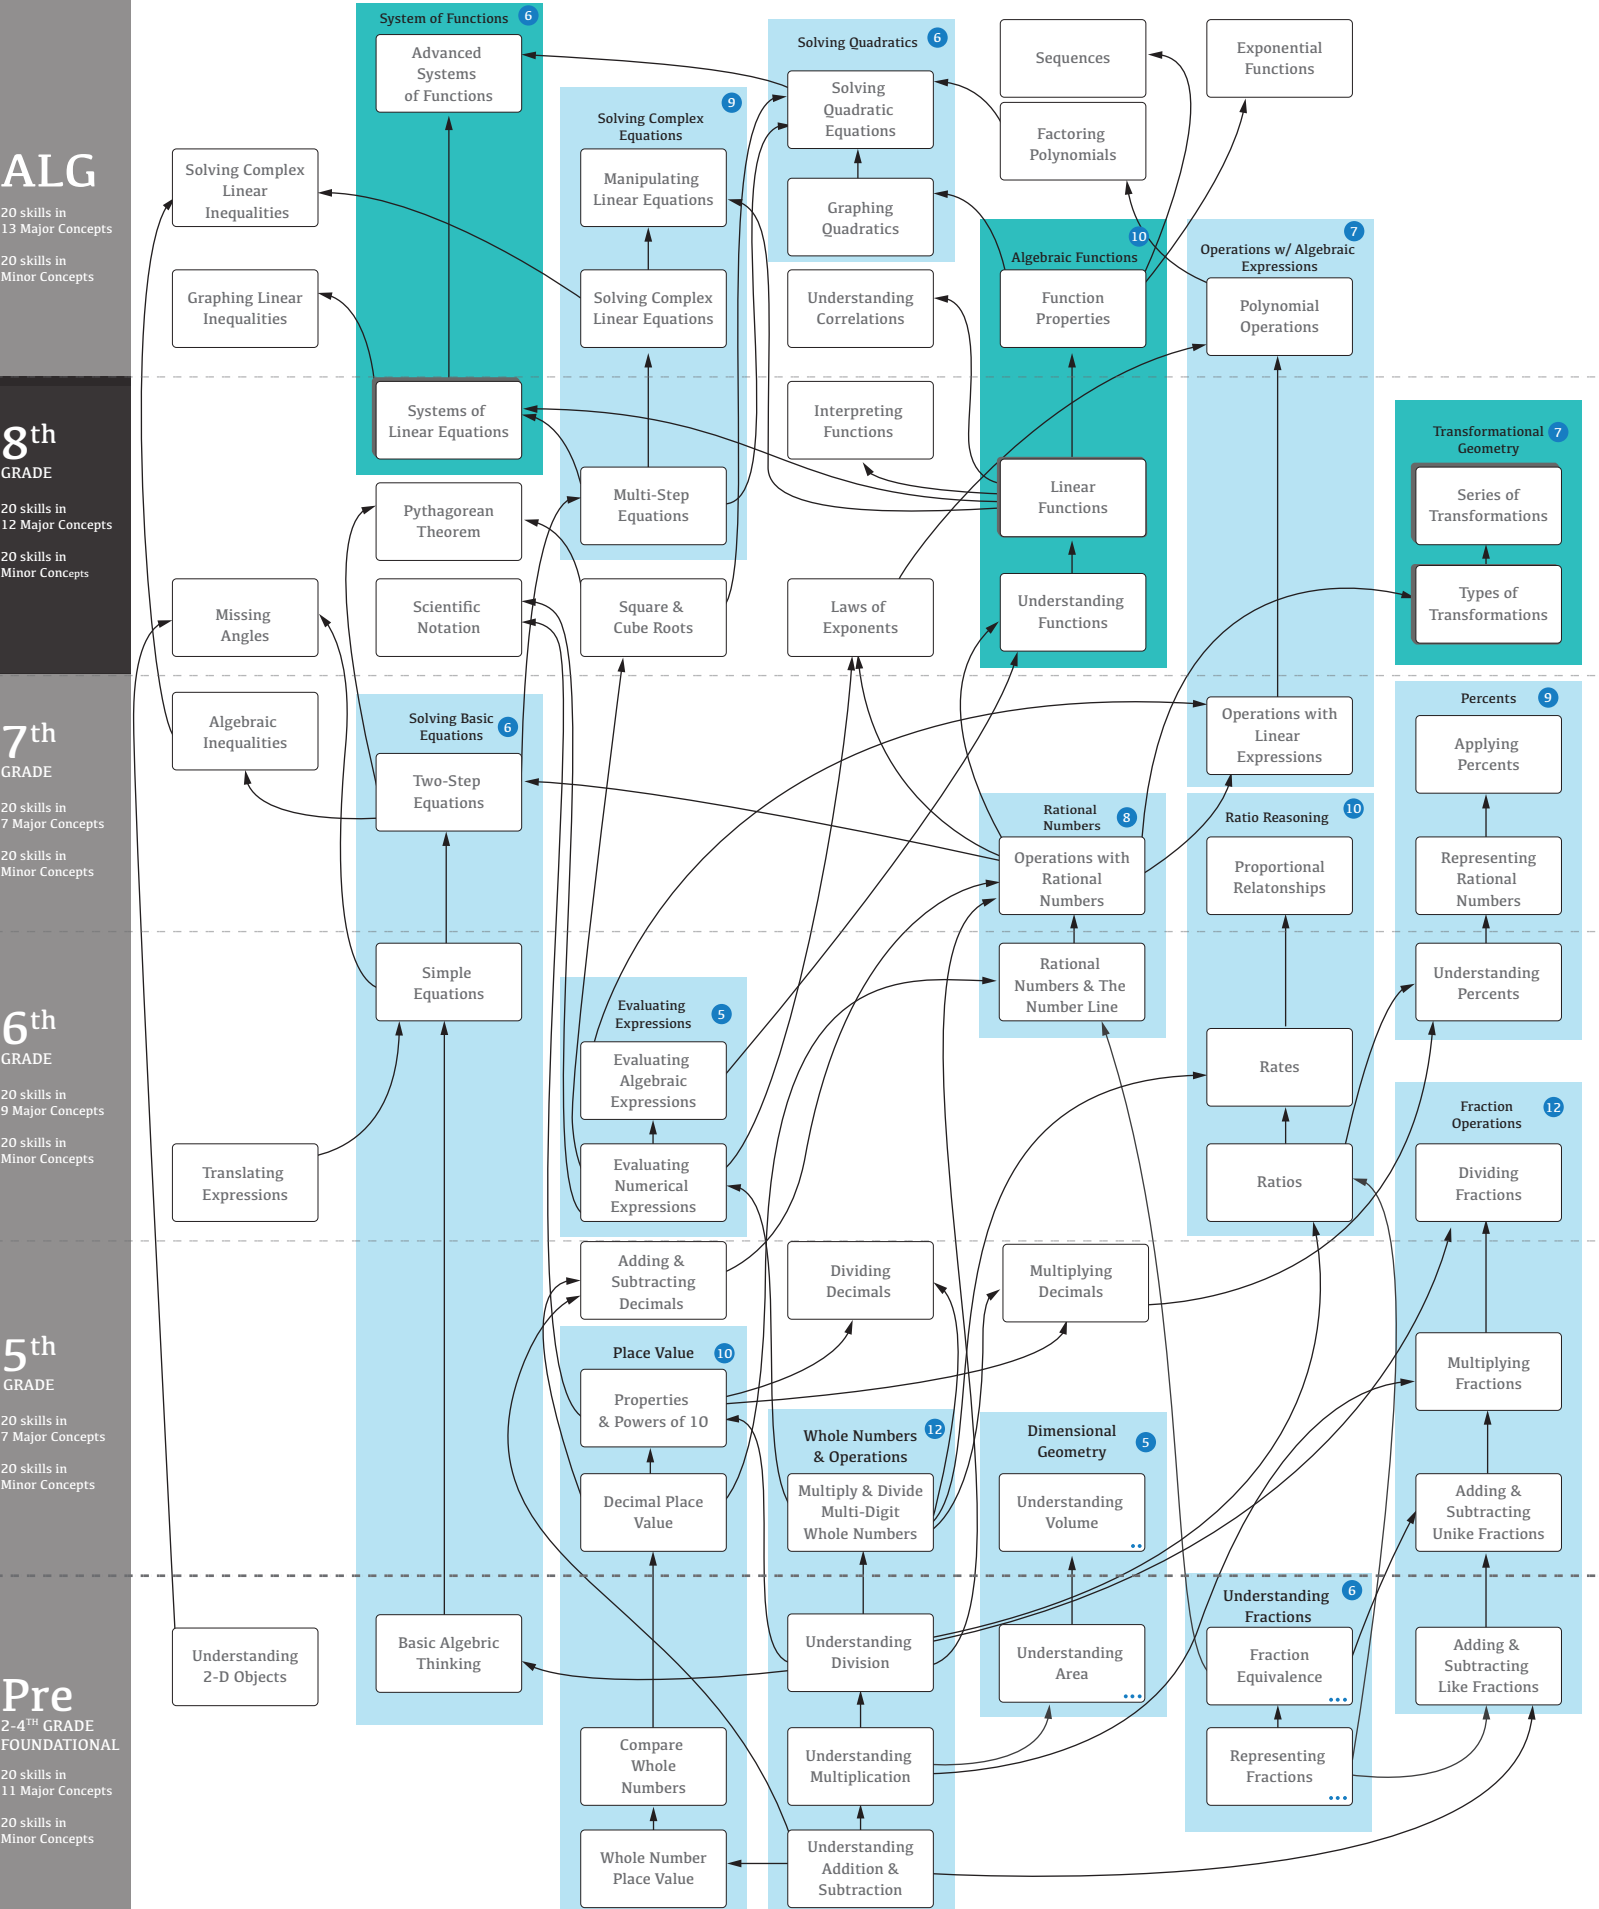 ALG
20 skills in
13 Major Concepts
20 skills in
Minor Concepts
System of Functions 6
Advanced
Systems
of Functions
Solving Complex
Equations
9
Solving Quadratics 6
Solving
Quadratic
Equations
Sequences
Exponential
Functions
Factoring
Polynomials
Solving Complex
Linear
Inequalities
Manipulating
Linear Equations
Graphing
Quadratics
Algebraic Functions
10
Operations w/ Algebraic
Expressions
7
Graphing Linear
Inequalities
Solving Complex
Linear Equations
Understanding
Correlations
Function
Properties
Polynomial
Operations
8th
GRADE
20 skills in
12 Major Concepts
20 skills in
Minor Concepts
Systems of
Linear Equations
Interpreting
Functions
Transformational
Geometry
7
Pythagorean
Theorem
Multi-Step
Equations
Linear
Functions
Series of
Transformations
Missing
Angles
Scientific
Notation
Square &
Cube Roots
Laws of
Exponents
Understanding
Functions
Types of
Transformations
7th
GRADE
20 skills in
7 Major Concepts
20 skills in
Minor Concepts
Algebraic
Inequalities
Solving Basic
Equations
6
Two-Step
Equations
Operations with
Linear
Expressions
Percents 9
Applying
Percents
Rational
Numbers
8
Operations with
Rational
Numbers
Ratio Reasoning
10
Proportional
Relatonships
Representing
Rational
Numbers
6th
GRADE
20 skills in
9 Major Concepts
20 skills in
Minor Concepts
Simple
Equations
Evaluating
Expressions
5
Rational
Numbers & The
Number Line
Understanding
Percents
Evaluating
Algebraic
Expressions
Rates
Fraction
Operations
12
Translating
Expressions
Evaluating
Numerical
Expressions
Ratios
Dividing
Fractions
5th
GRADE
20 skills in
7 Major Concepts
20 skills in
Minor Concepts
Adding &
Subtracting
Decimals
Dividing
Decimals
Multiplying
Decimals
Place Value 10
Properties
& Powers of 10
Multiplying
Fractions
Whole Numbers
& Operations
12
Dimensional
Geometry
5
Decimal Place
Value
Multiply & Divide
Multi-Digit
Whole Numbers
Understanding
Volume
Adding &
Subtracting
Unike Fractions
Pre
2-4TH GRADE
FOUNDATIONAL
20 skills in
11 Major Concepts
20 skills in
Minor Concepts
Understanding
2-D Objects
Basic Algebric
Thinking
Understanding
Division
Understanding
Area
Understanding
Fractions
6
Fraction
Equivalence
Adding &
Subtracting
Like Fractions
Compare
Whole
Numbers
Understanding
Multiplication
Representing
Fractions
Whole Number
Place Value
Understanding
Addition &
Subtraction